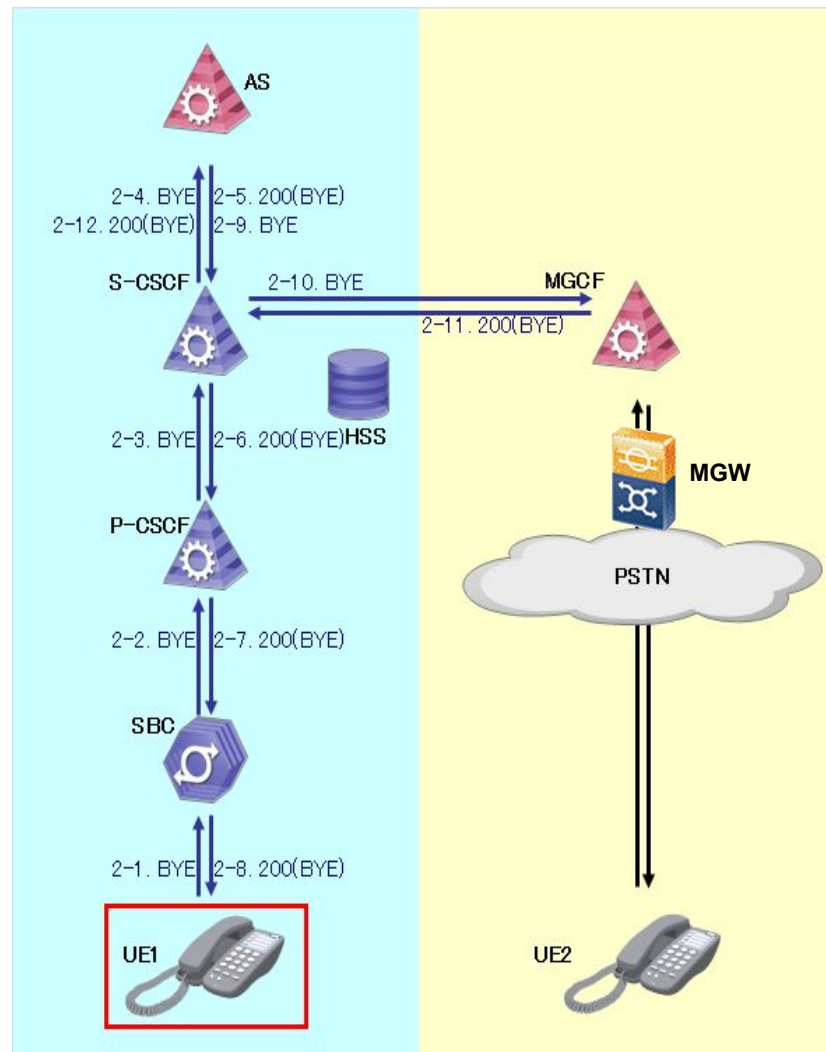 AS
2-4. BYE 2-5. 200(BYE)
2-12. 200(BYE) 2-9. BYE
S-CSCF
2-10. BYE
MGCF
2-11. 200(BYE)
2-3. BYE 2-6. 200(BYE) HSS
MGW
P-CSCF
PSTN
2-2. BYE 2-7. 200(BYE)
SBC
2-1. BYE 2-8. 200(BYE)
UE1
UE2